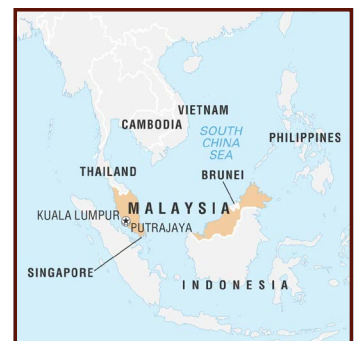 VIETNAM
CAMBODIA
SOUTH
CHINA
SEA
PHILIPPINES
THAILAND
BRUNEI
KUALA LUMPUR
MALAYSIA
PUTRAJAYA
SINGAPORE
INDONESIA